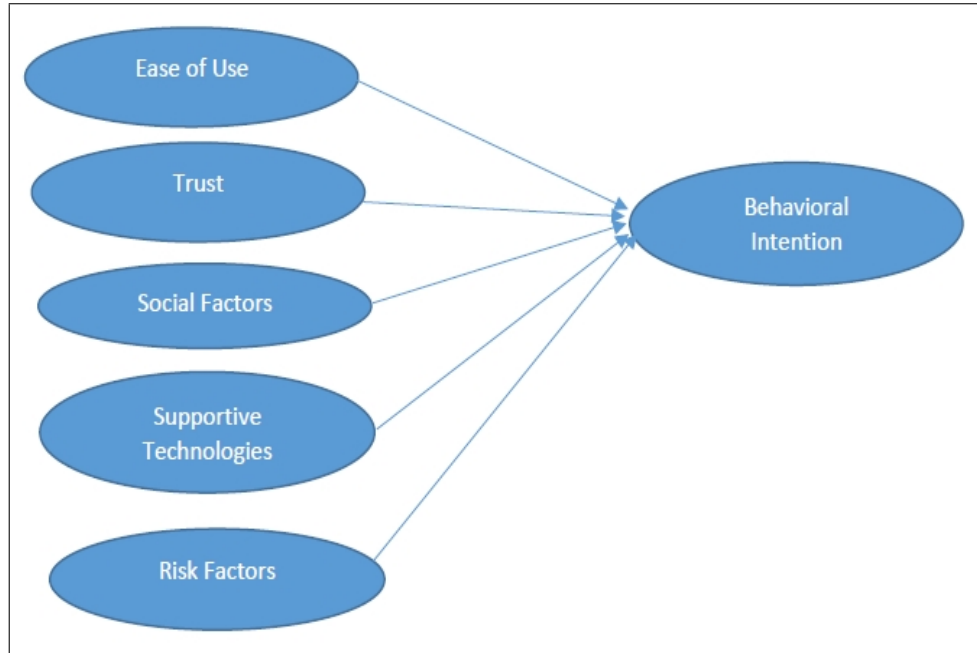 Ease of Use
Trust
Social Factors
Supportive
Technologies
Risk Factors
Behavioral
Intention